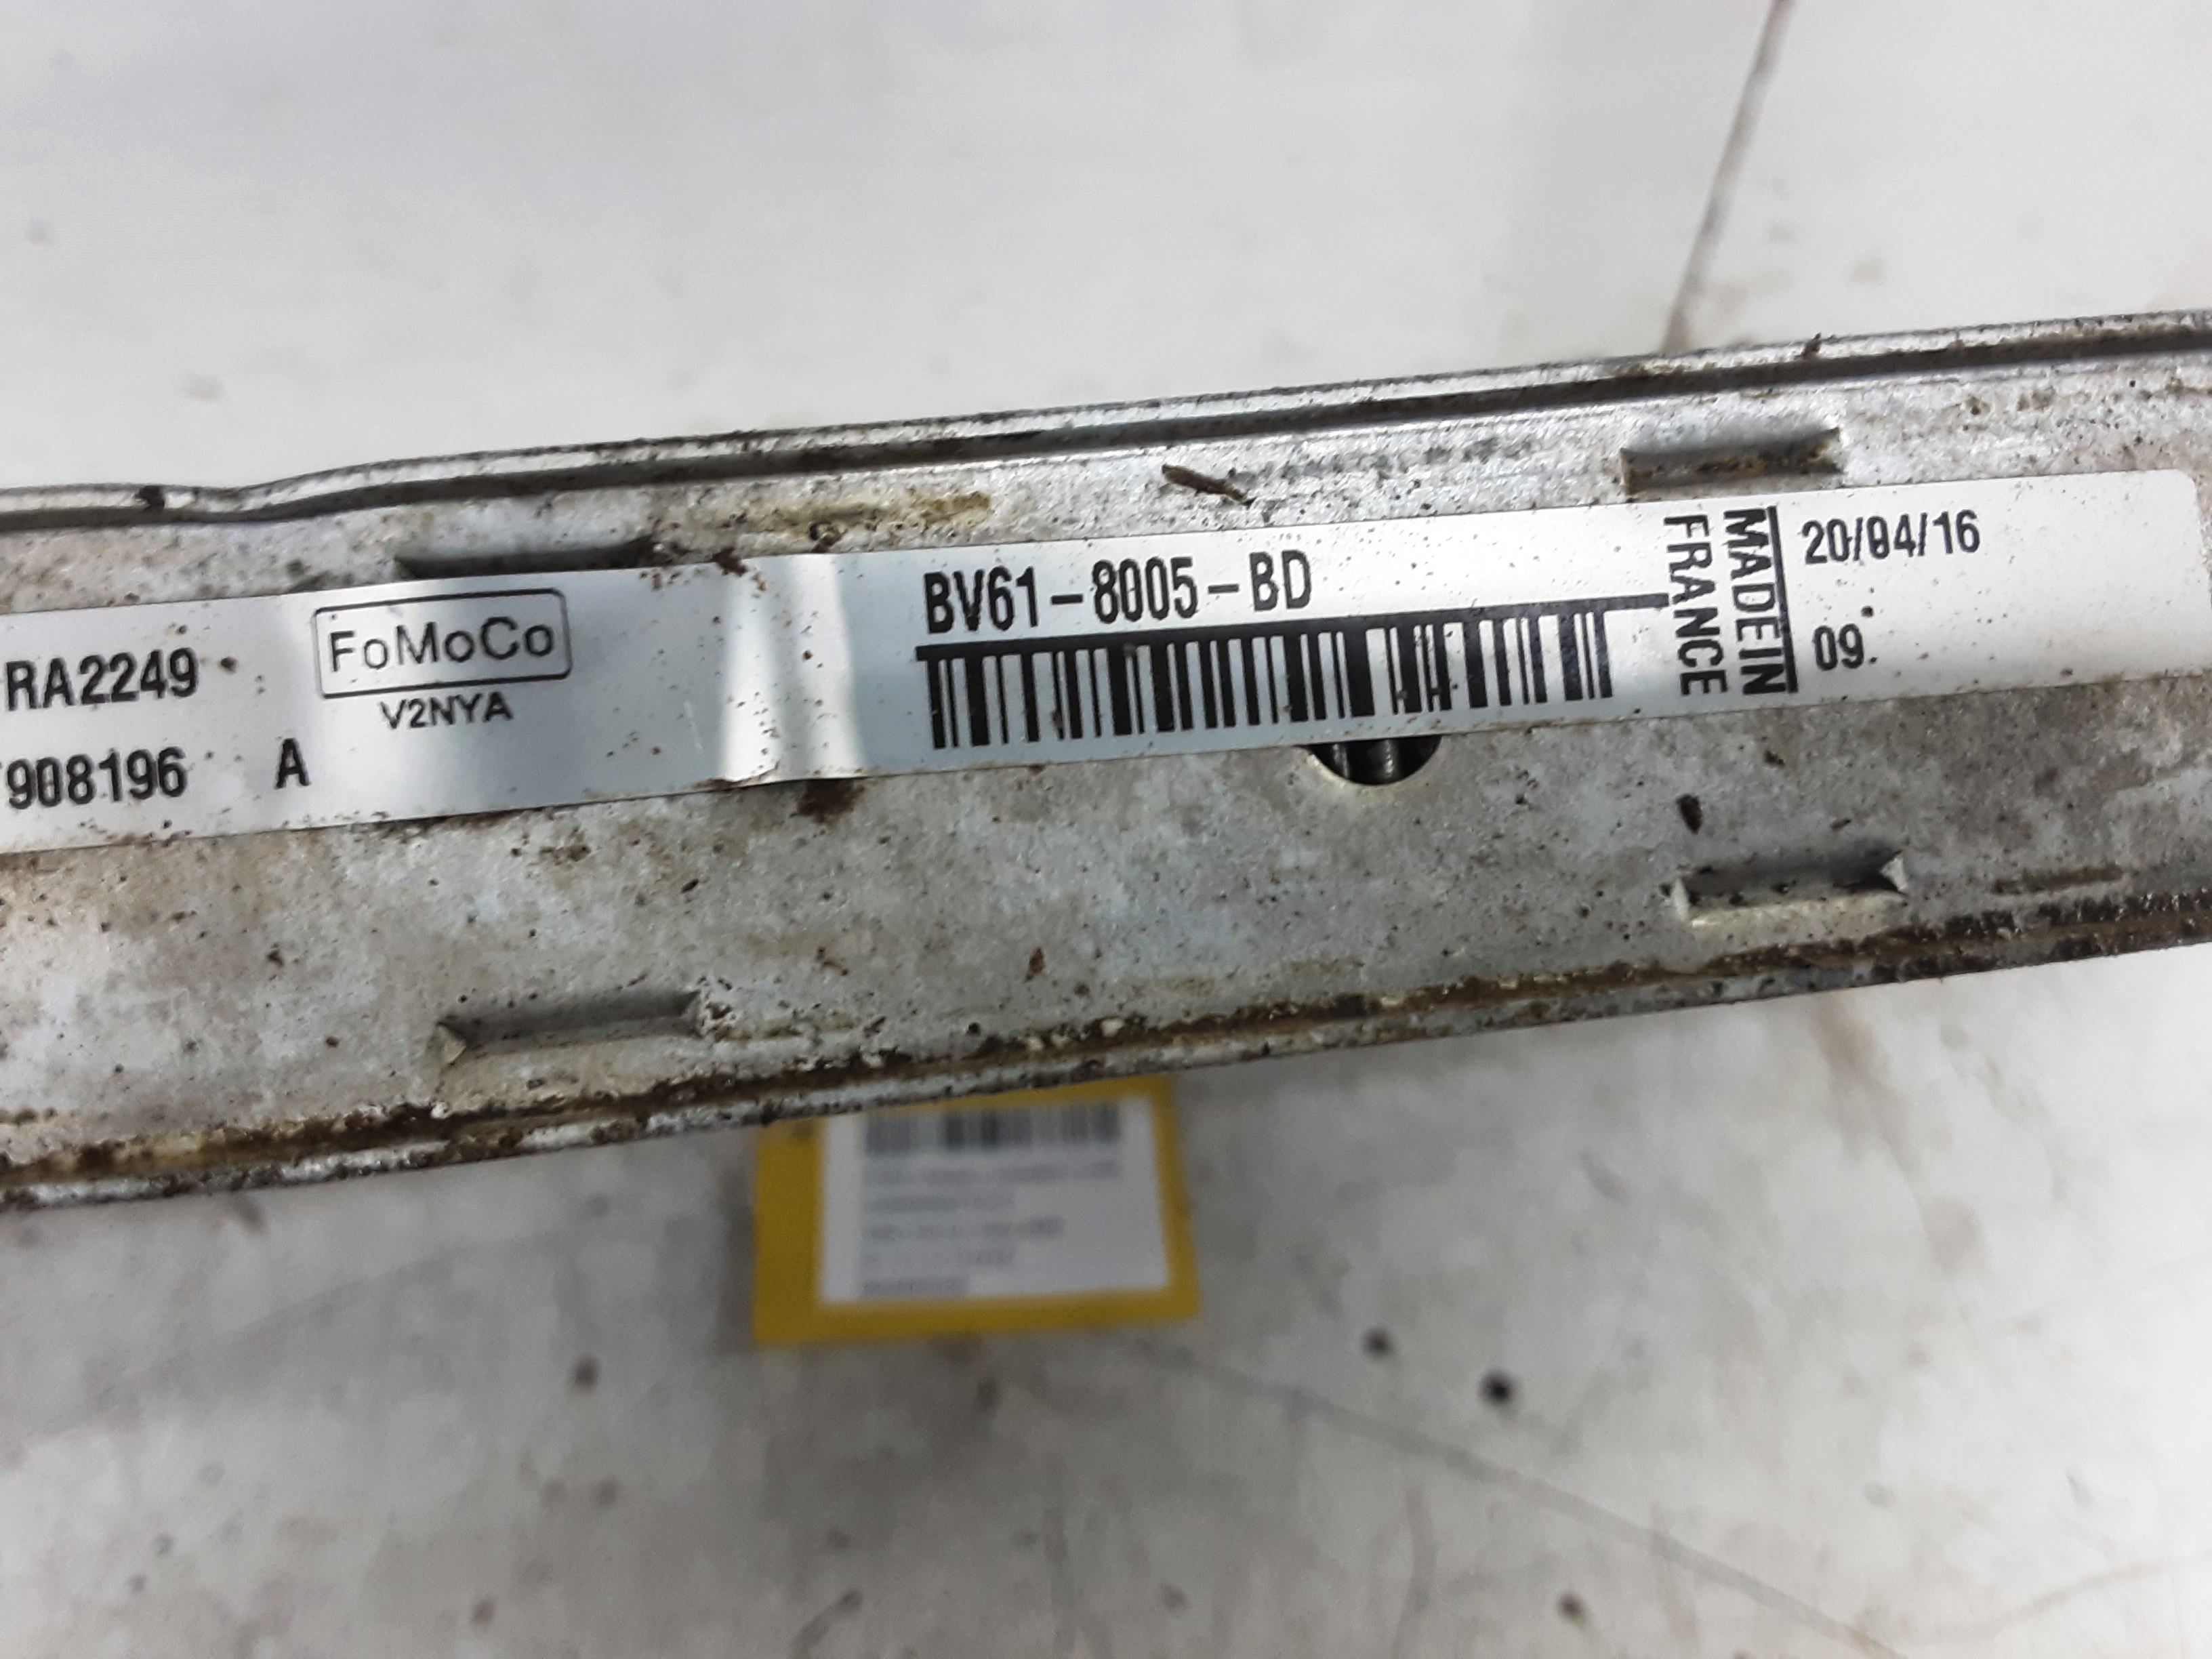 RA2249
908196 A
FoMoCo
V2NYA
BV61-8005-BD
MADE IN
FRANCE
20/04/16
09: